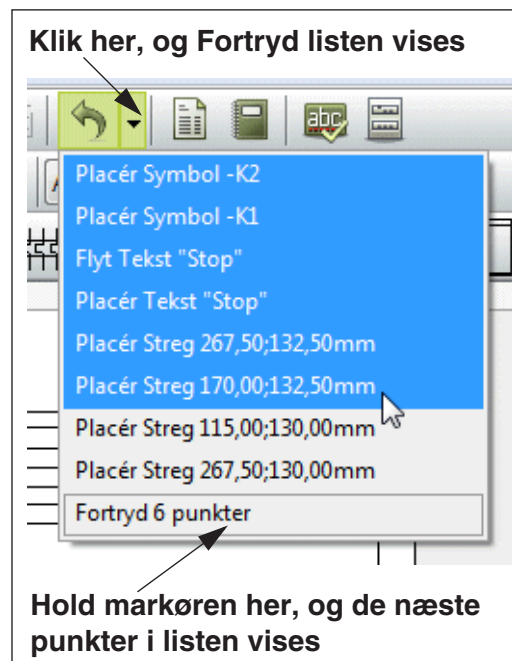 Klik her, og Fortryd listen vises
abc
Placér Symbol -K2
Placér Symbol -K1
Flyt Tekst "Stop"
Placér Tekst "Stop"
Placér Streg 267,50;132,50mm
Placér Streg 170,00;132,50mm
Placér Streg 115,00;130,00mm
Placér Streg 267,50;130,00mm
Fortryd 6 punkter
Hold markøren her, og de næste
punkter i listen vises